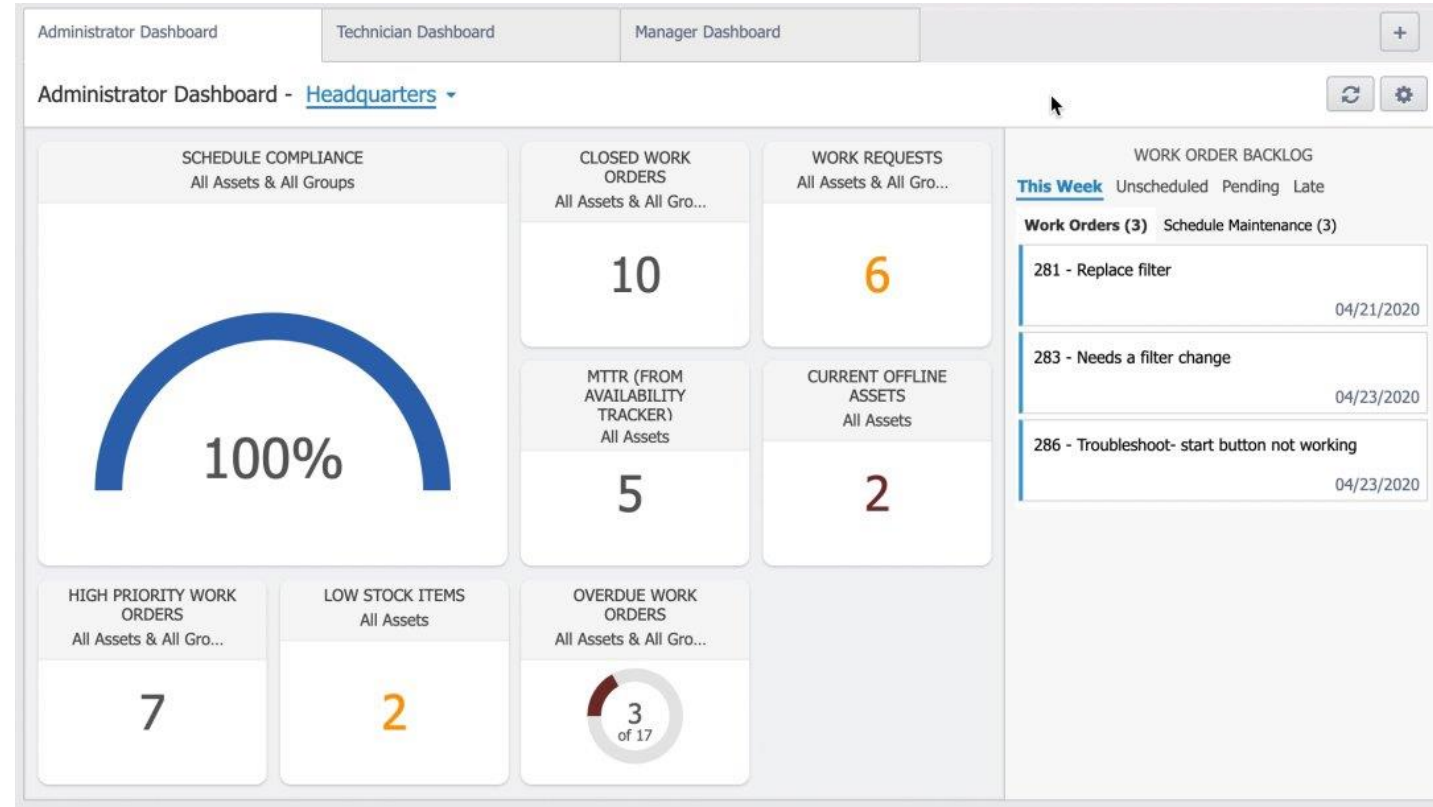 Administrator Dashboard
Technician Dashboard
Manager Dashboard
+
Administrator Dashboard - Headquarters
SCHEDULE COMPLIANCE
All Assets & All Groups
100%
CLOSED WORK
ORDERS
All Assets & All Gro...
10
WORK REQUESTS
All Assets & All Gro...
6
MTTR (FROM
AVAILABILITY
TRACKER)
All Assets
5
CURRENT OFFLINE
ASSETS
All Assets
2
HIGH PRIORITY WORK
ORDERS
All Assets & All Gro...
7
LOW STOCK ITEMS
All Assets
2
OVERDUE WORK
ORDERS
All Assets & All Gro...
3
of 17
WORK ORDER BACKLOG
This Week Unscheduled Pending Late
Work Orders (3) Schedule Maintenance (3)
281 - Replace filter
04/21/2020
283 - Needs a filter change
04/23/2020
286 - Troubleshoot- start button not working
04/23/2020